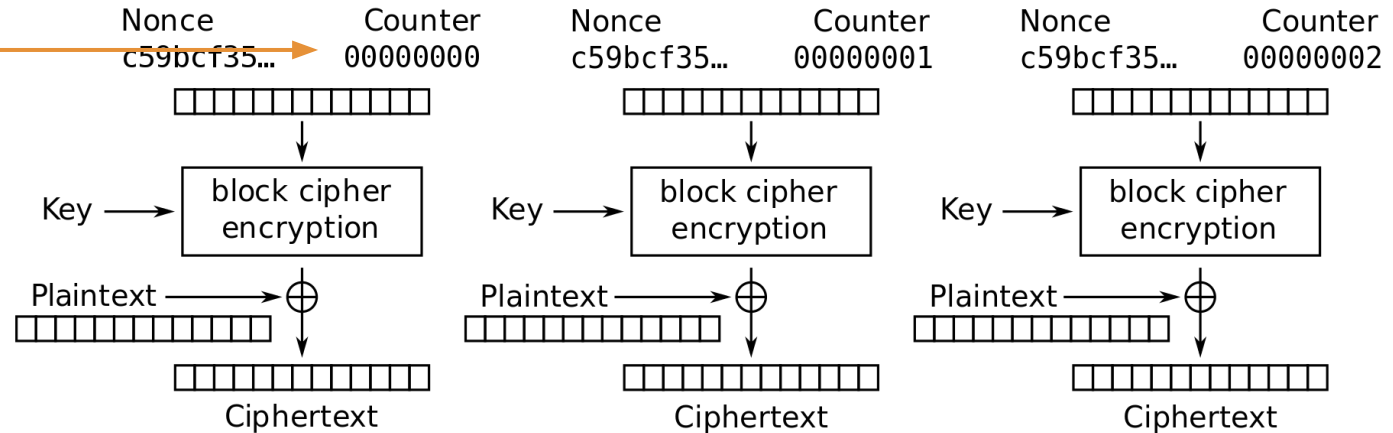 Nonce Counter Nonce Counter Nonce Counter
c59bcf35… 00000000 c59bcf35… 00000001 c59bcf35… 00000002
Key block cipher encryption Key block cipher encryption Key block cipher encryption
Plaintext Plaintext Plaintext
Ciphertext Ciphertext Ciphertext